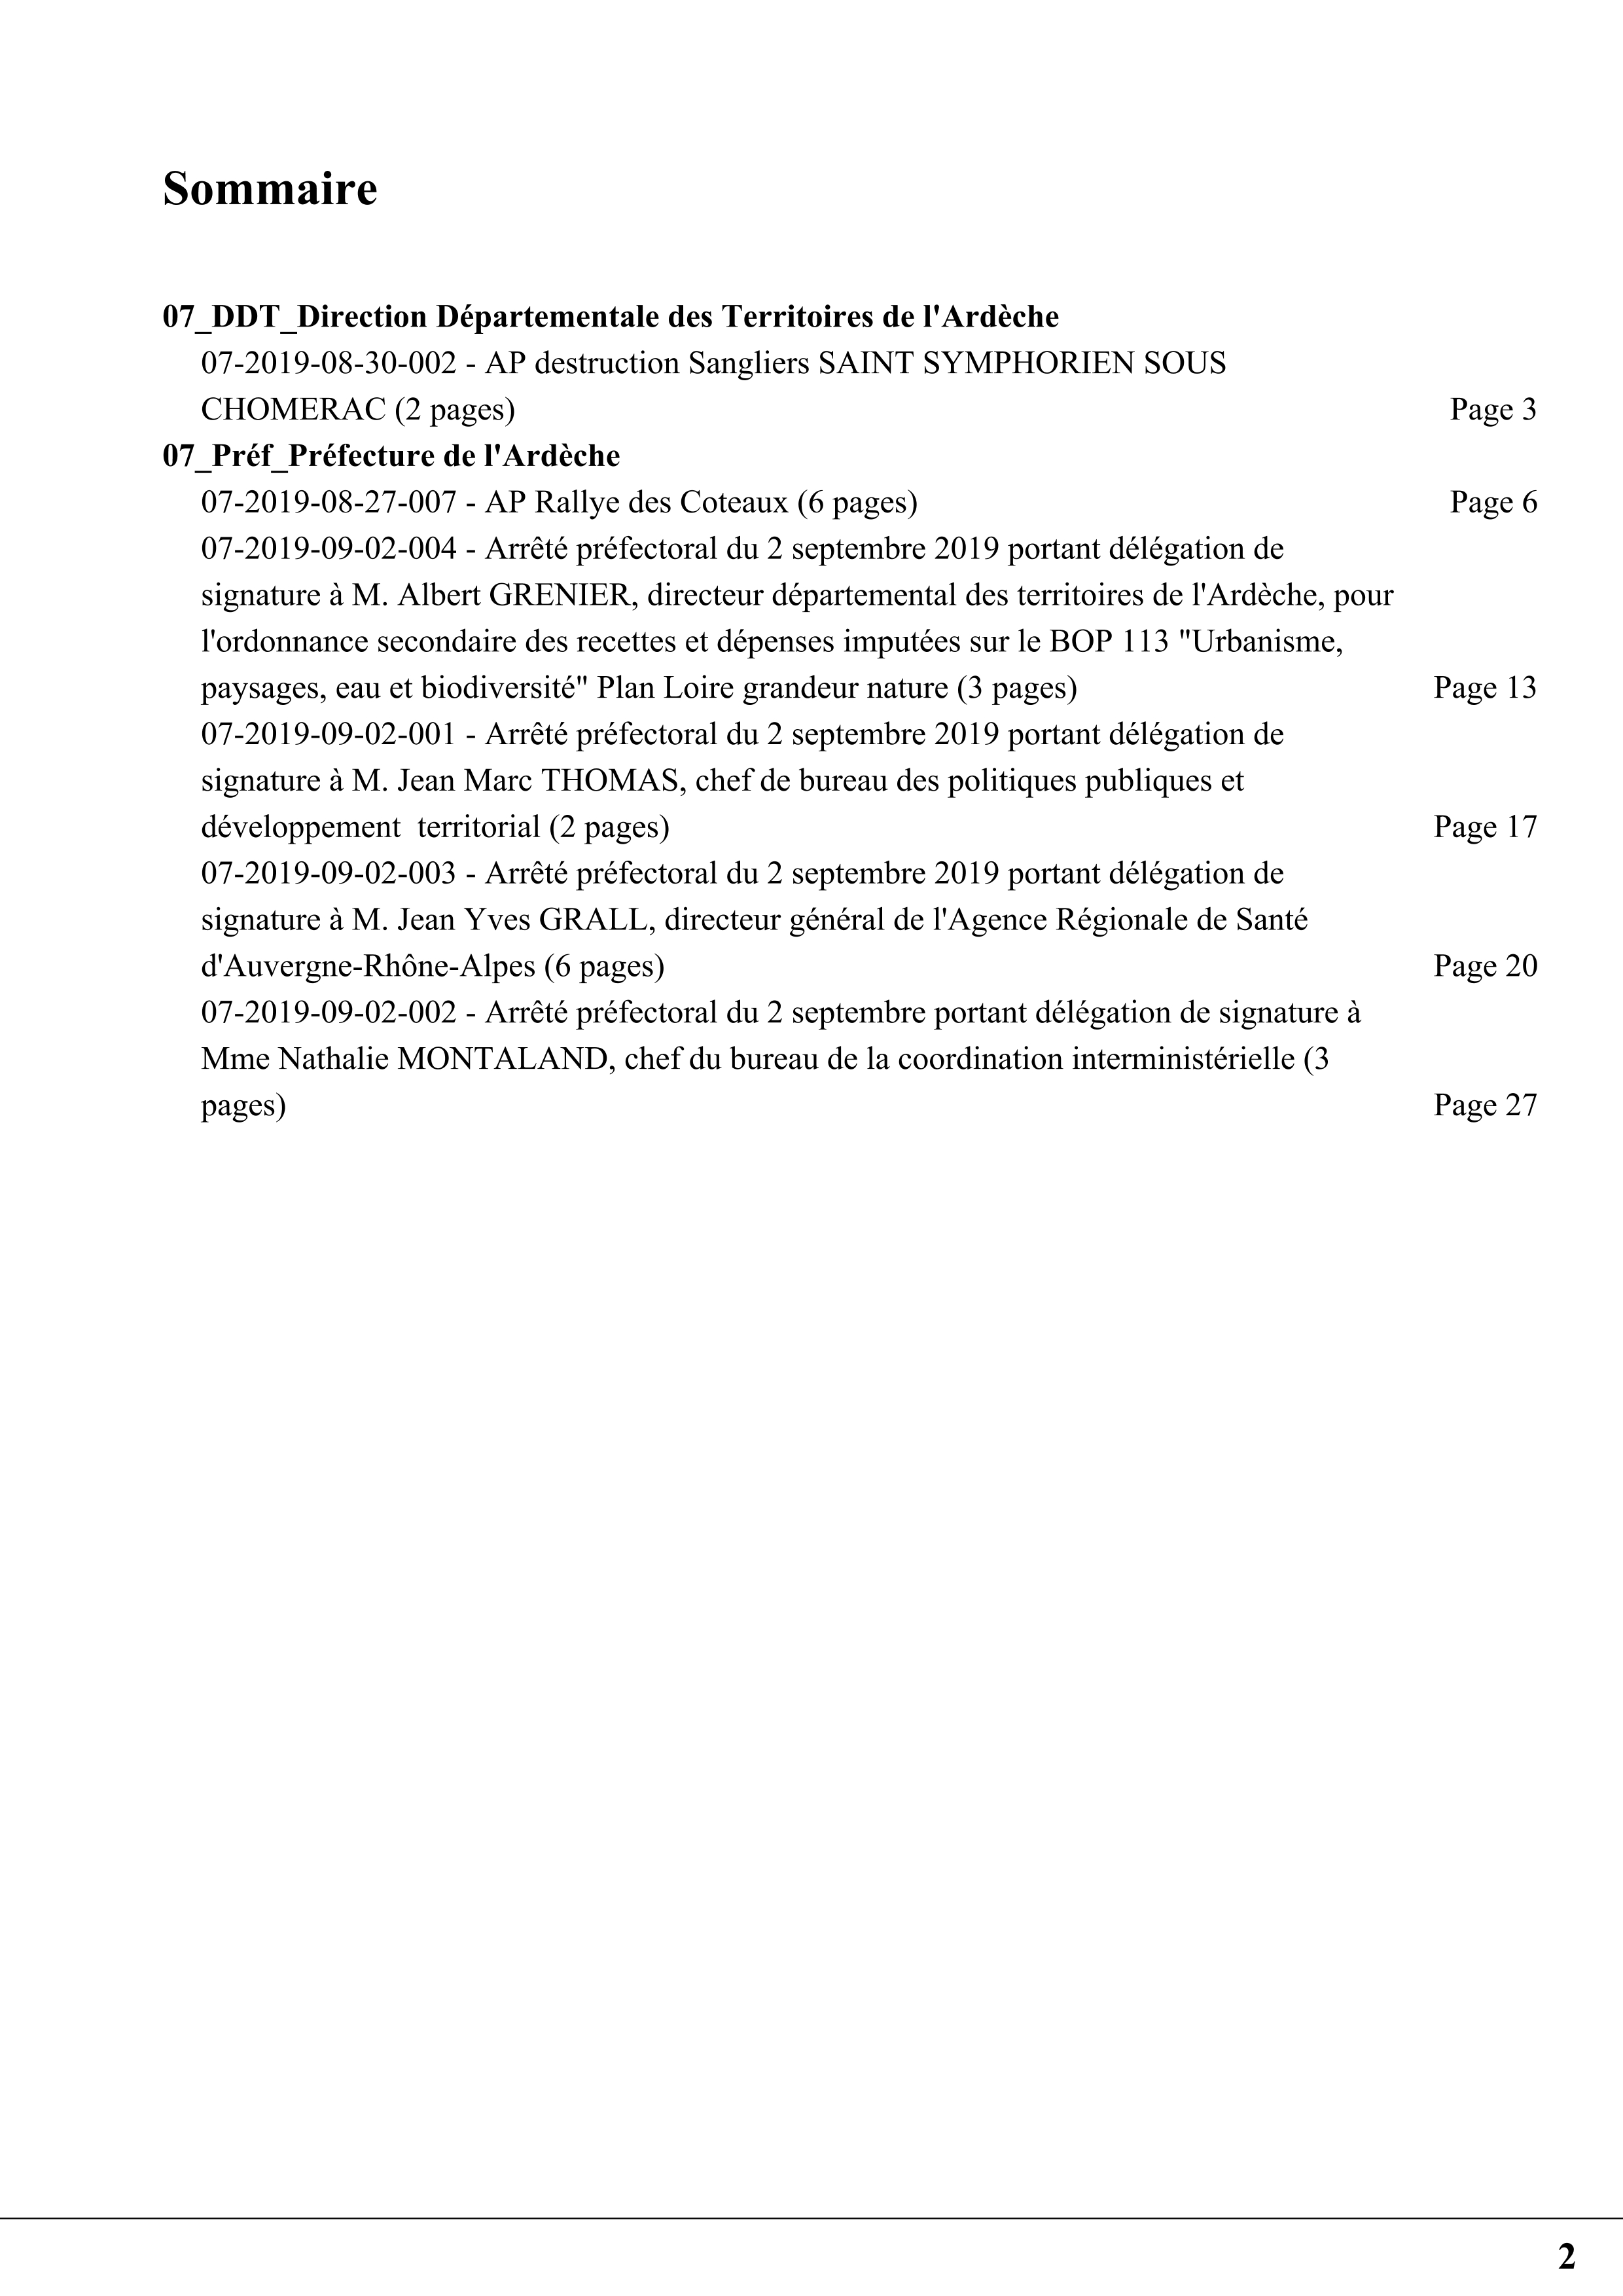 Sommaire
07_DDT_Direction Départementale des Territoires de l'Ardèche
07-2019-08-30-002 - AP destruction Sangliers SAINT SYMPHORIEN SOUS
CHOMERAC (2 pages) Page 3
07_Préf_Préfecture de l'Ardèche
07-2019-08-27-007 - AP Rallye des Coteaux (6 pages) Page 6
07-2019-09-02-004 - Arrêté préfectoral du 2 septembre 2019 portant délégation de
signature à M. Albert GRENIER, directeur départemental des territoires de l'Ardèche, pour
l'ordonnance secondaire des recettes et dépenses imputées sur le BOP 113 "Urbanisme,
paysages, eau et biodiversité" Plan Loire grandeur nature (3 pages) Page 13
07-2019-09-02-001 - Arrêté préfectoral du 2 septembre 2019 portant délégation de
signature à M. Jean Marc THOMAS, chef de bureau des politiques publiques et
développement  territorial (2 pages) Page 17
07-2019-09-02-003 - Arrêté préfectoral du 2 septembre 2019 portant délégation de
signature à M. Jean Yves GRALL, directeur général de l'Agence Régionale de Santé
d'Auvergne-Rhône-Alpes (6 pages) Page 20
07-2019-09-02-002 - Arrêté préfectoral du 2 septembre portant délégation de signature à
Mme Nathalie MONTALAND, chef du bureau de la coordination interministérielle (3
pages) Page 27
2